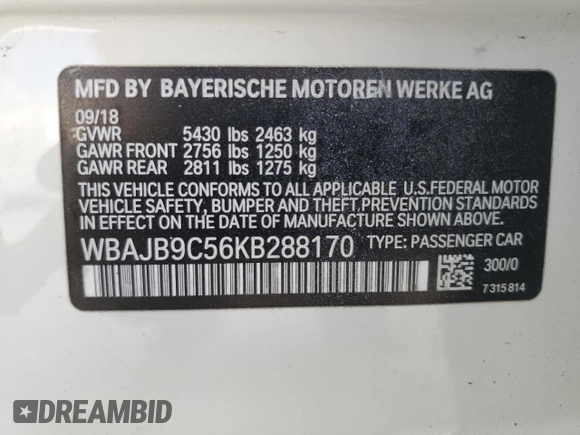 MFD BY BAYERISCHE MOTOREN WERKE AG
09/18
GVWR 5430 lbs 2463 kg
GAWR FRONT 2756 lbs 1250 kg
GAWR REAR 2811 lbs 1275 kg
THIS VEHICLE CONFORMS TO ALL APPLICABLE U.S.FEDERAL MOTOR
VEHICLE SAFETY, BUMPER AND THEFT.PREVENTION STANDARDS
IN EFFECT ON THE DATE OF MANUFACTURE SHOWN ABOVE.
WBAJB9C56KB288170 TYPE: PASSENGER CAR
300/0
7 315 814
DREAMBID